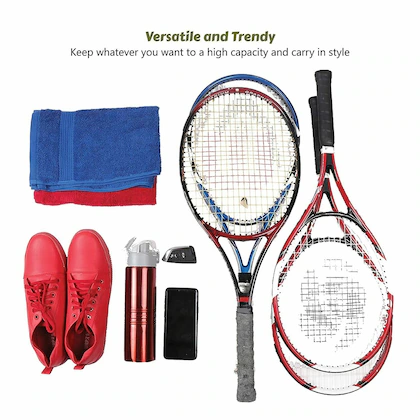 Versatile and Trendy
Keep whatever you want to a high capacity and carry in style